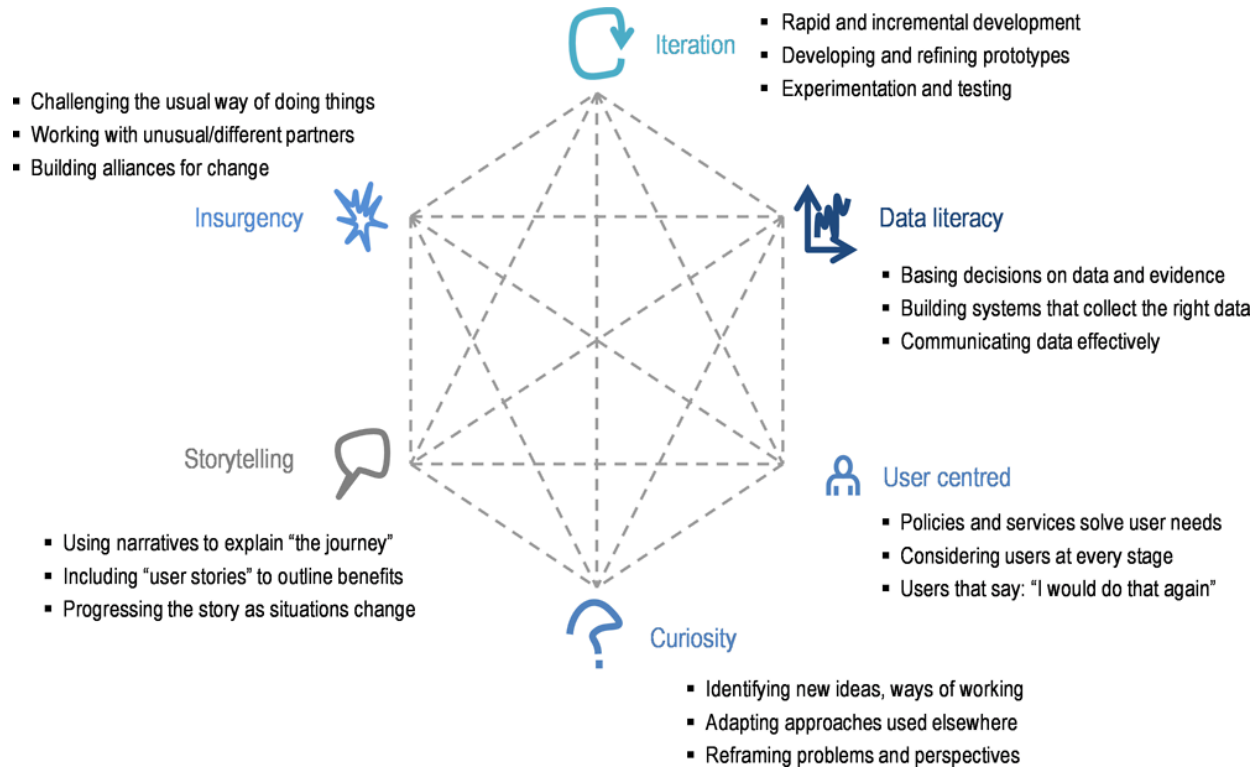 Iteration
▪ Rapid and incremental development
▪ Developing and refining prototypes
▪ Experimentation and testing
▪ Challenging the usual way of doing things
▪ Working with unusual/different partners
▪ Building alliances for change
Insurgency
Data literacy
▪ Basing decisions on data and evidence
▪ Building systems that collect the right data
▪ Communicating data effectively
Storytelling
▪ Using narratives to explain “the journey”
▪ Including “user stories” to outline benefits
▪ Progressing the story as situations change
User centred
▪ Policies and services solve user needs
▪ Considering users at every stage
▪ Users that say: “I would do that again”
Curiosity
▪ Identifying new ideas, ways of working
▪ Adapting approaches used elsewhere
▪ Reframing problems and perspectives